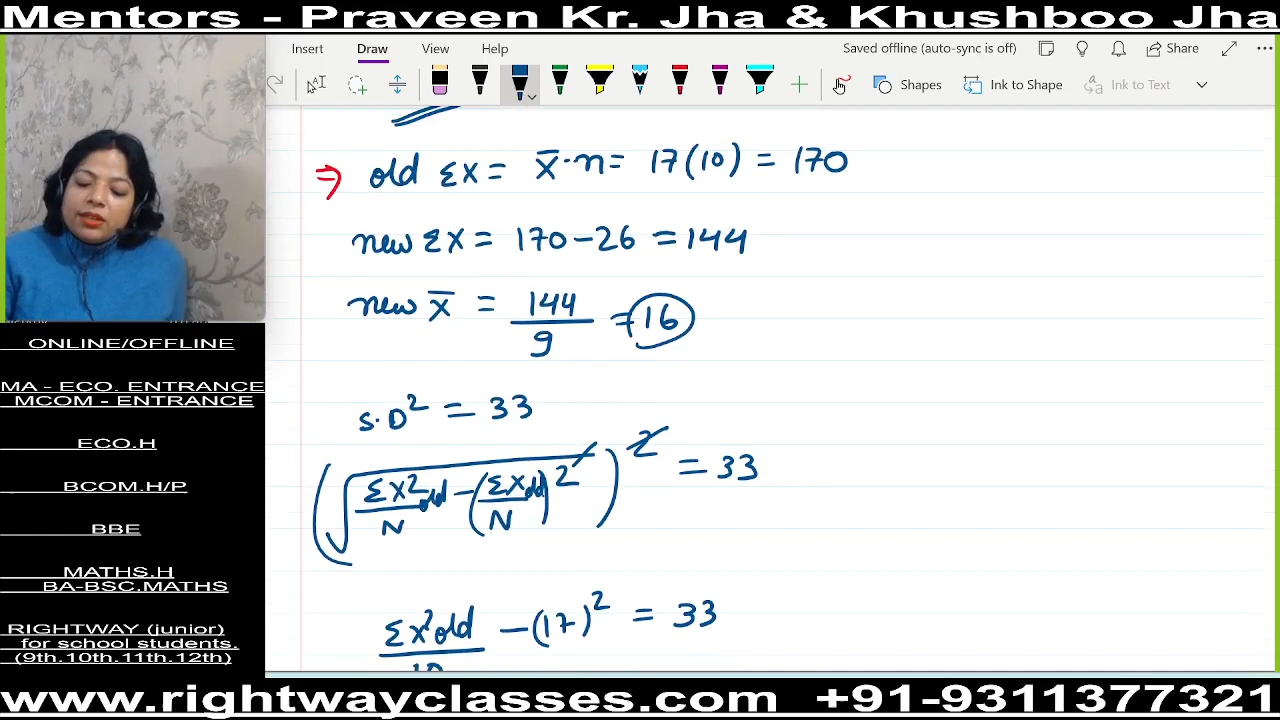 Mentors - Praveen Kr. Jha & Khushboo Jha
Insert Draw View Help Saved offline (auto-sync is off) Share
Shapes Ink to Shape Ink to Text
⇒ old ΣX = X̄·n = 17(10) = 170
new ΣX = 170-26 = 144
new X̄ = 144/9 = 16
S.D² = 33
(√(ΣX²old/N - (ΣXold/N)²))² = 33
Σx²old/10 - (17)² = 33
ONLINE/OFFLINE
MA - ECO. ENTRANCE
MCOM - ENTRANCE
ECO.H
BCOM.H/P
BBE
MATHS.H
BA-BSC.MATHS
RIGHTWAY (junior)
for school students.
(9th.10th.11th.12th)
www.rightwayclasses.com +91-9311377321